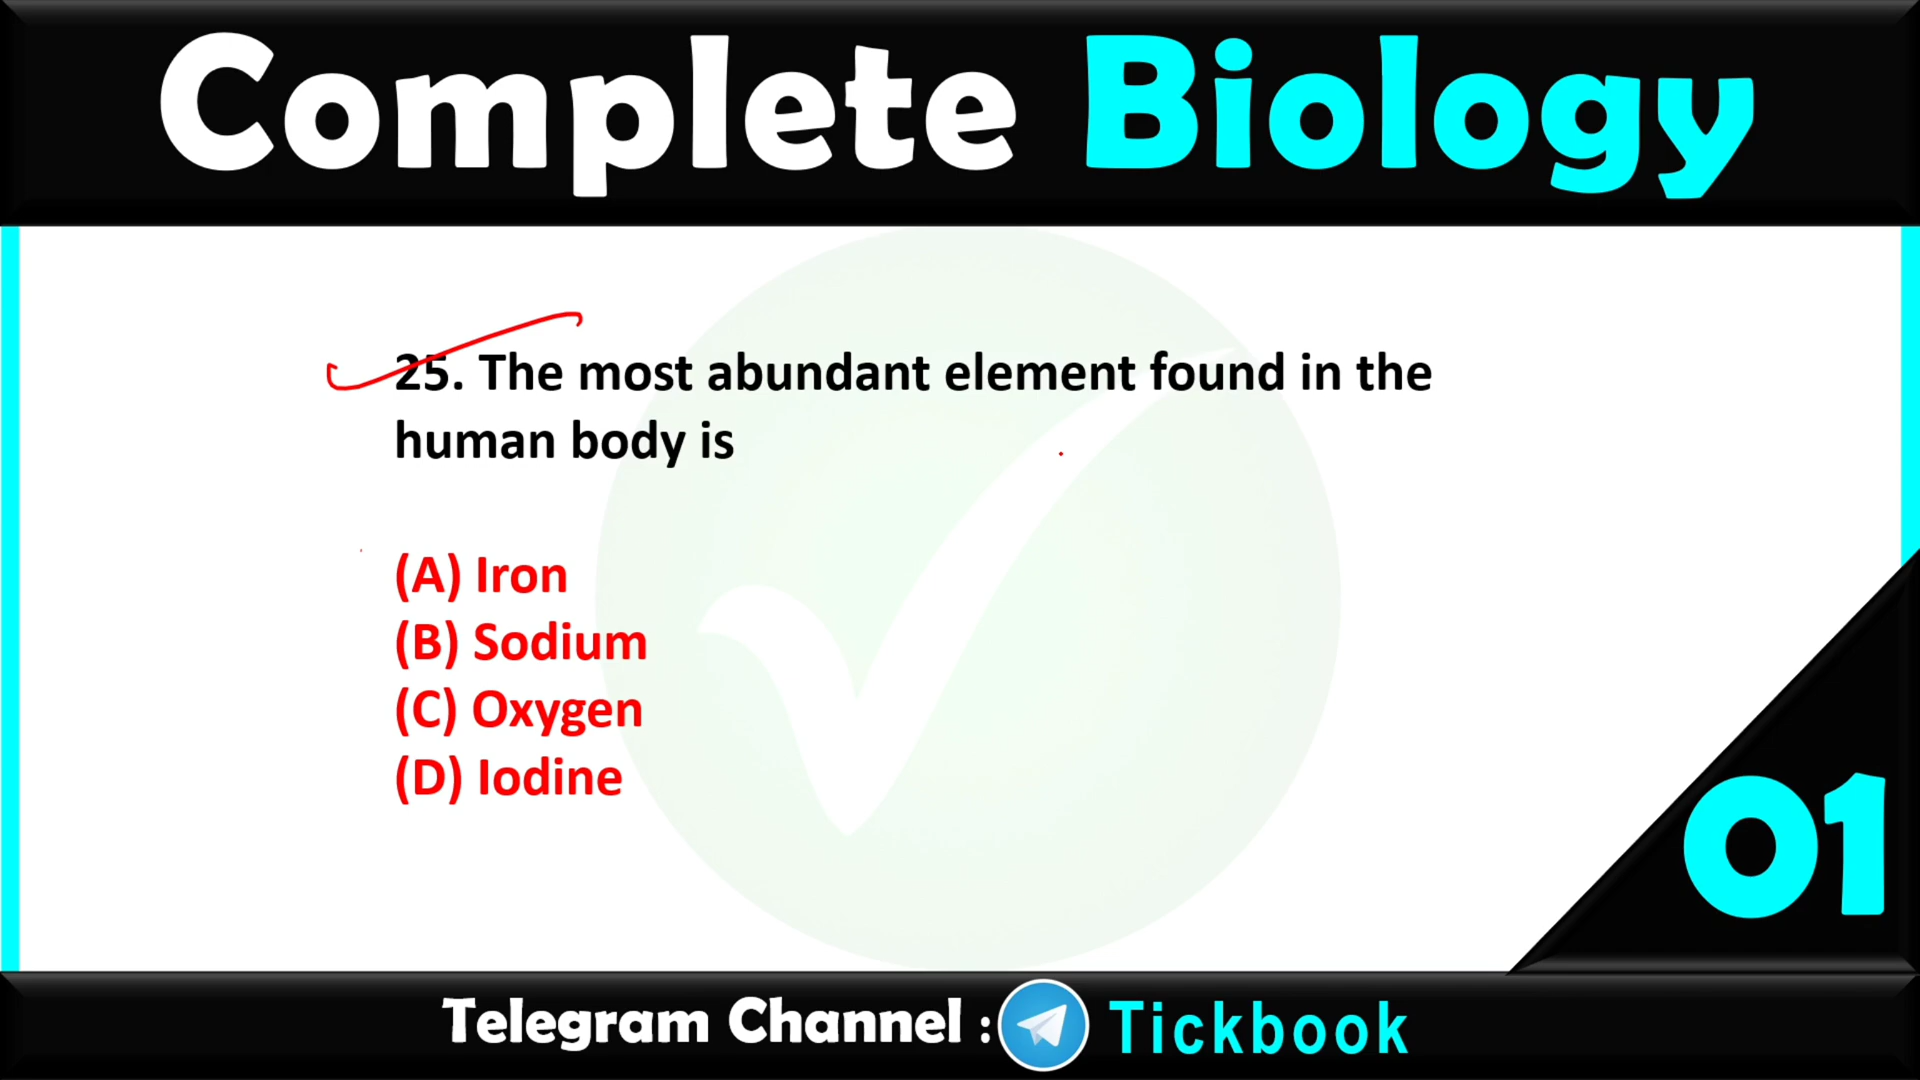 Complete Biology
25. The most abundant element found in the
human body is
(A) Iron
(B) Sodium
(C) Oxygen
(D) Iodine
01
Telegram Channel : Tickbook